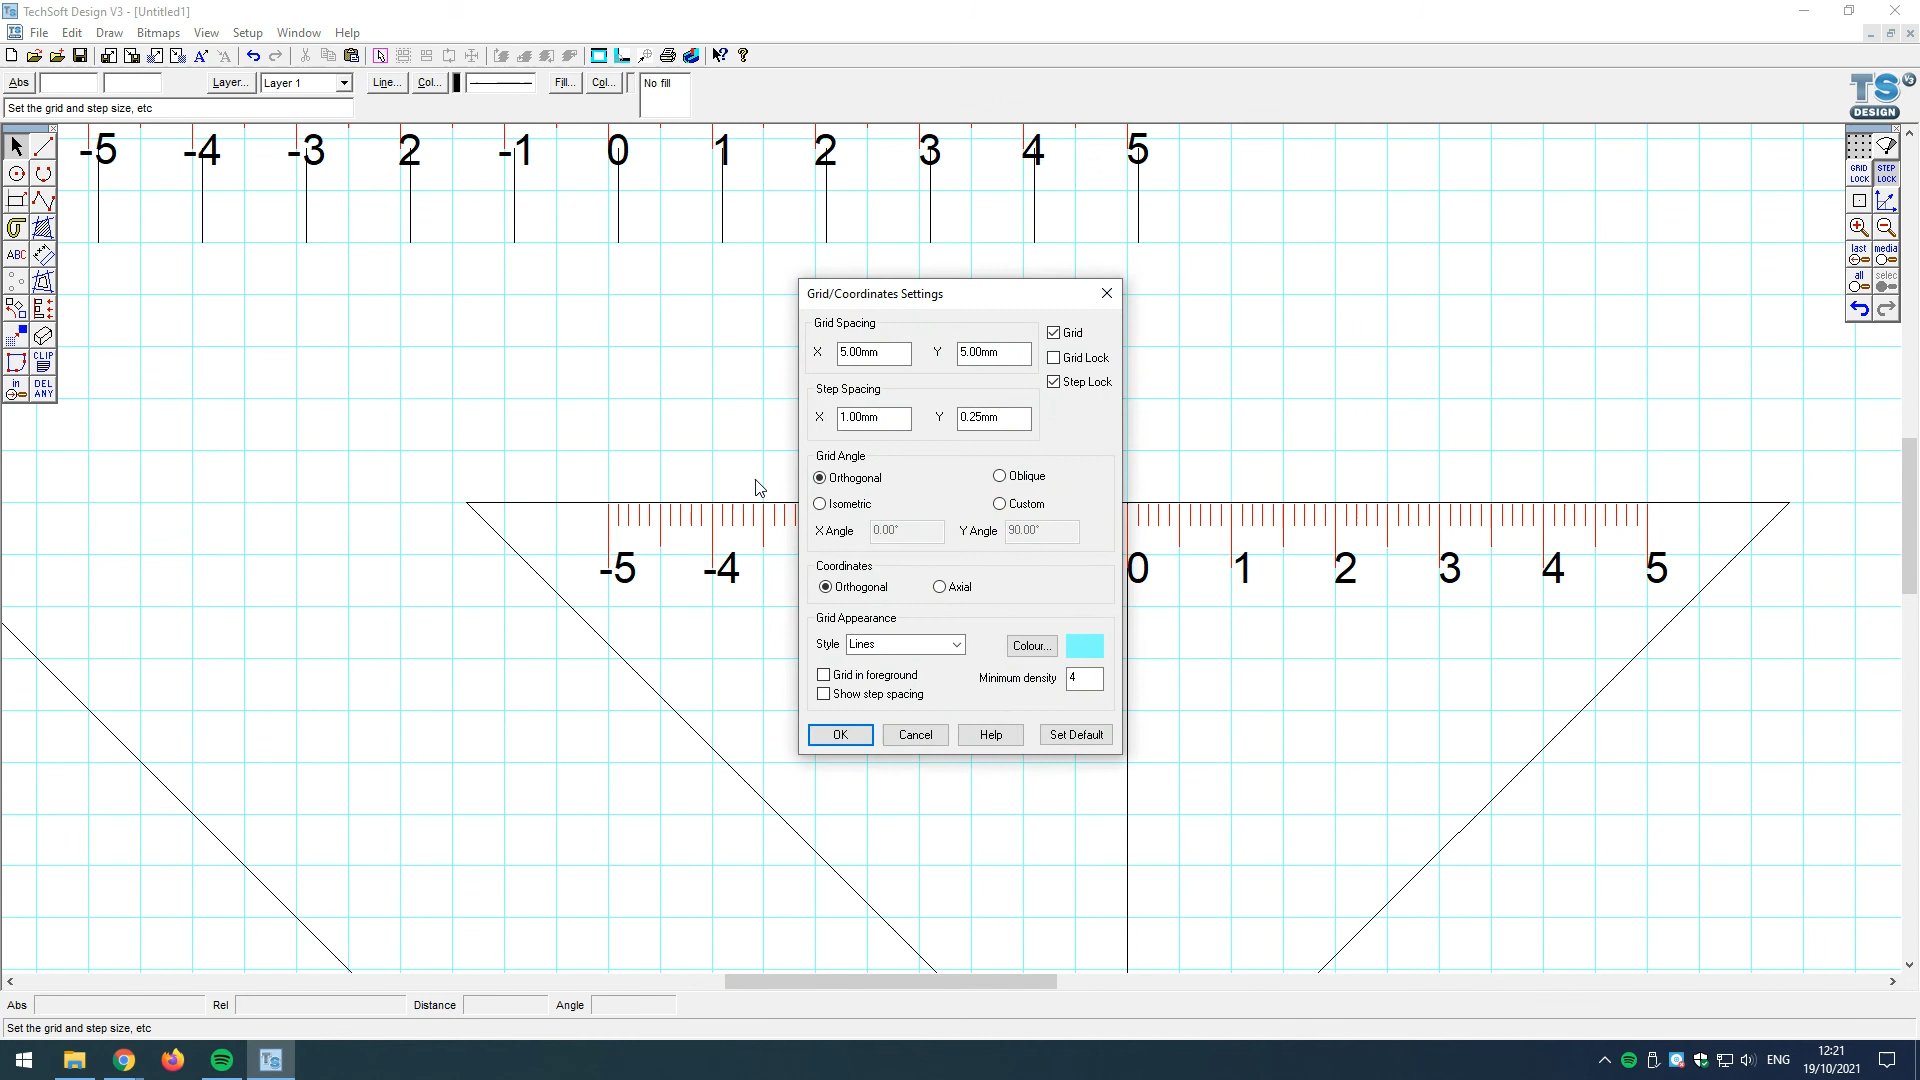 TechSoft Design V3 - [Untitled1]
File Edit Draw Bitmaps View Setup Window Help
Abs Layer... Layer 1 Line... Col... Fill... Col... No fill
Set the grid and step size, etc
TS V3
DESIGN
-5 -4 -3 2 -1 0 1 2 3 4 5
GRID LOCK STEP LOCK
ABC
last media
all selec
CLIP
in DEL ANY
Grid/Coordinates Settings
Grid Spacing
X 5.00mm Y 5.00mm
Grid
Grid Lock
Step Lock
Step Spacing
X 1.00mm Y 0.25mm
Grid Angle
Orthogonal Oblique
Isometric Custom
X Angle 0.00° Y Angle 90.00°
Coordinates
Orthogonal Axial
Grid Appearance
Style Lines Colour...
Grid in foreground Minimum density 4
Show step spacing
OK Cancel Help Set Default
-5 -4 0 1 2 3 4 5
Abs Rel Distance Angle
Set the grid and step size, etc
Ts
ENG
12:21
19/10/2021